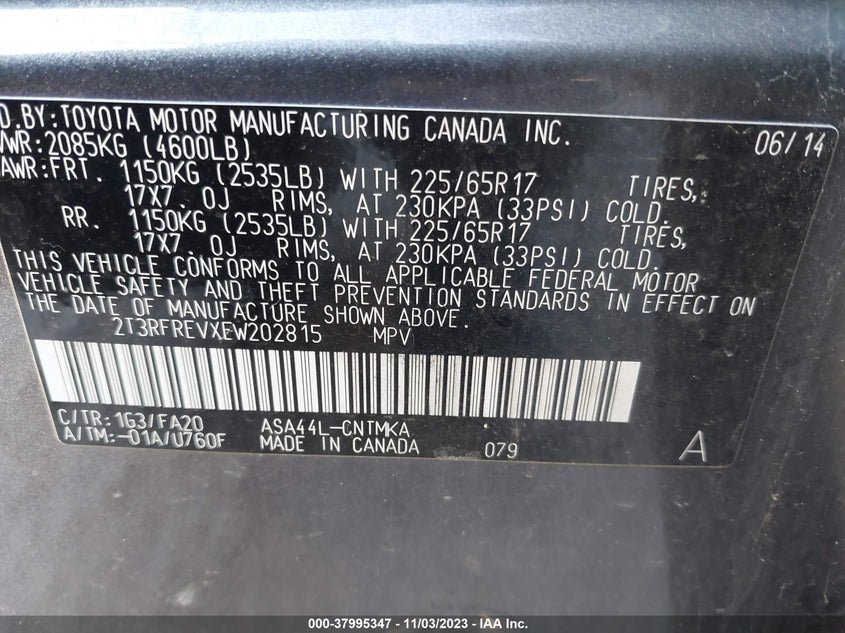 D.BY:TOYOTA MOTOR MANUFACTURING CANADA INC. 06/14
VWR:2085KG (4600LB)
AWR:FRT. 1150KG (2535LB) WITH 225/65R17 TIRES,
17X7.0J RIMS, AT 230KPA (33PSI) COLD.
RR. 1150KG (2535LB) WITH 225/65R17 TIRES,
17X7 0J RIMS, AT 230KPA (33PSI) COLD.
THIS VEHICLE CONFORMS TO ALL APPLICABLE FEDERAL MOTOR
VEHICLE SAFETY AND THEFT PREVENTION STANDARDS IN EFFECT ON
THE DATE OF MANUFACTURE SHOWN ABOVE.
2T3RFREVXEW202815 MPV
C/TR:1G3/FA20 ASA44L-CNTMKA
A/TM:-01A/U760F MADE IN CANADA 079 A
000-37995347 — 11/03/2023 — IAA Inc.